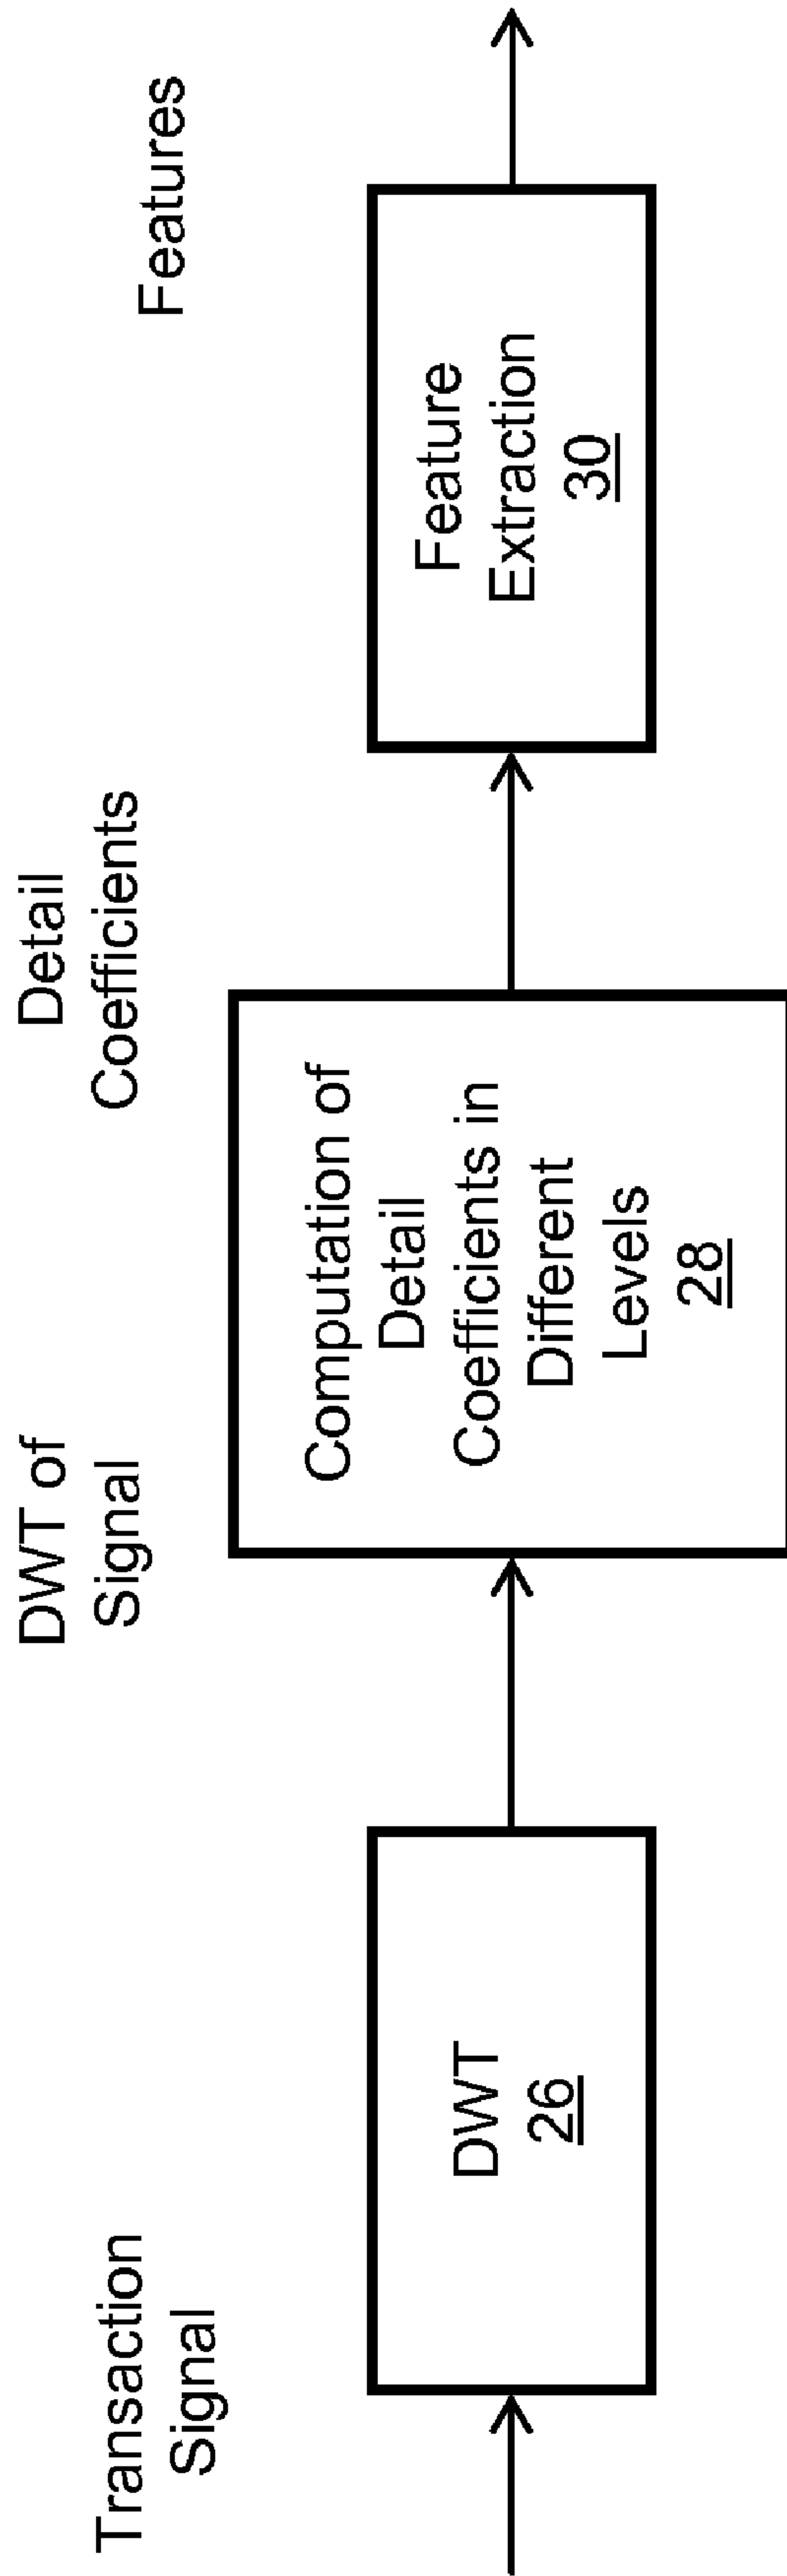 Transaction
Signal
DWT
26
DWT of
Signal
Computation of
Detail
Coefficients in
Different
Levels
28
Detail
Coefficients
Feature
Extraction
30
Features